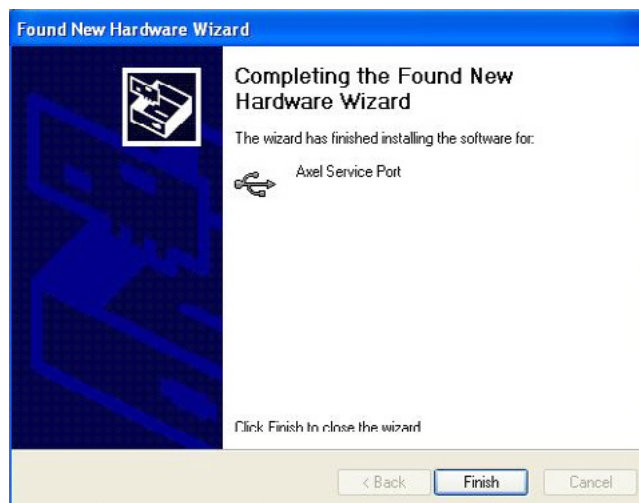 Found New Hardware Wizard
Completing the Found New
Hardware Wizard
The wizard has finished installing the software for:
Axel Service Port
Click Finish to close the wizard
< Back
Finish
Cancel